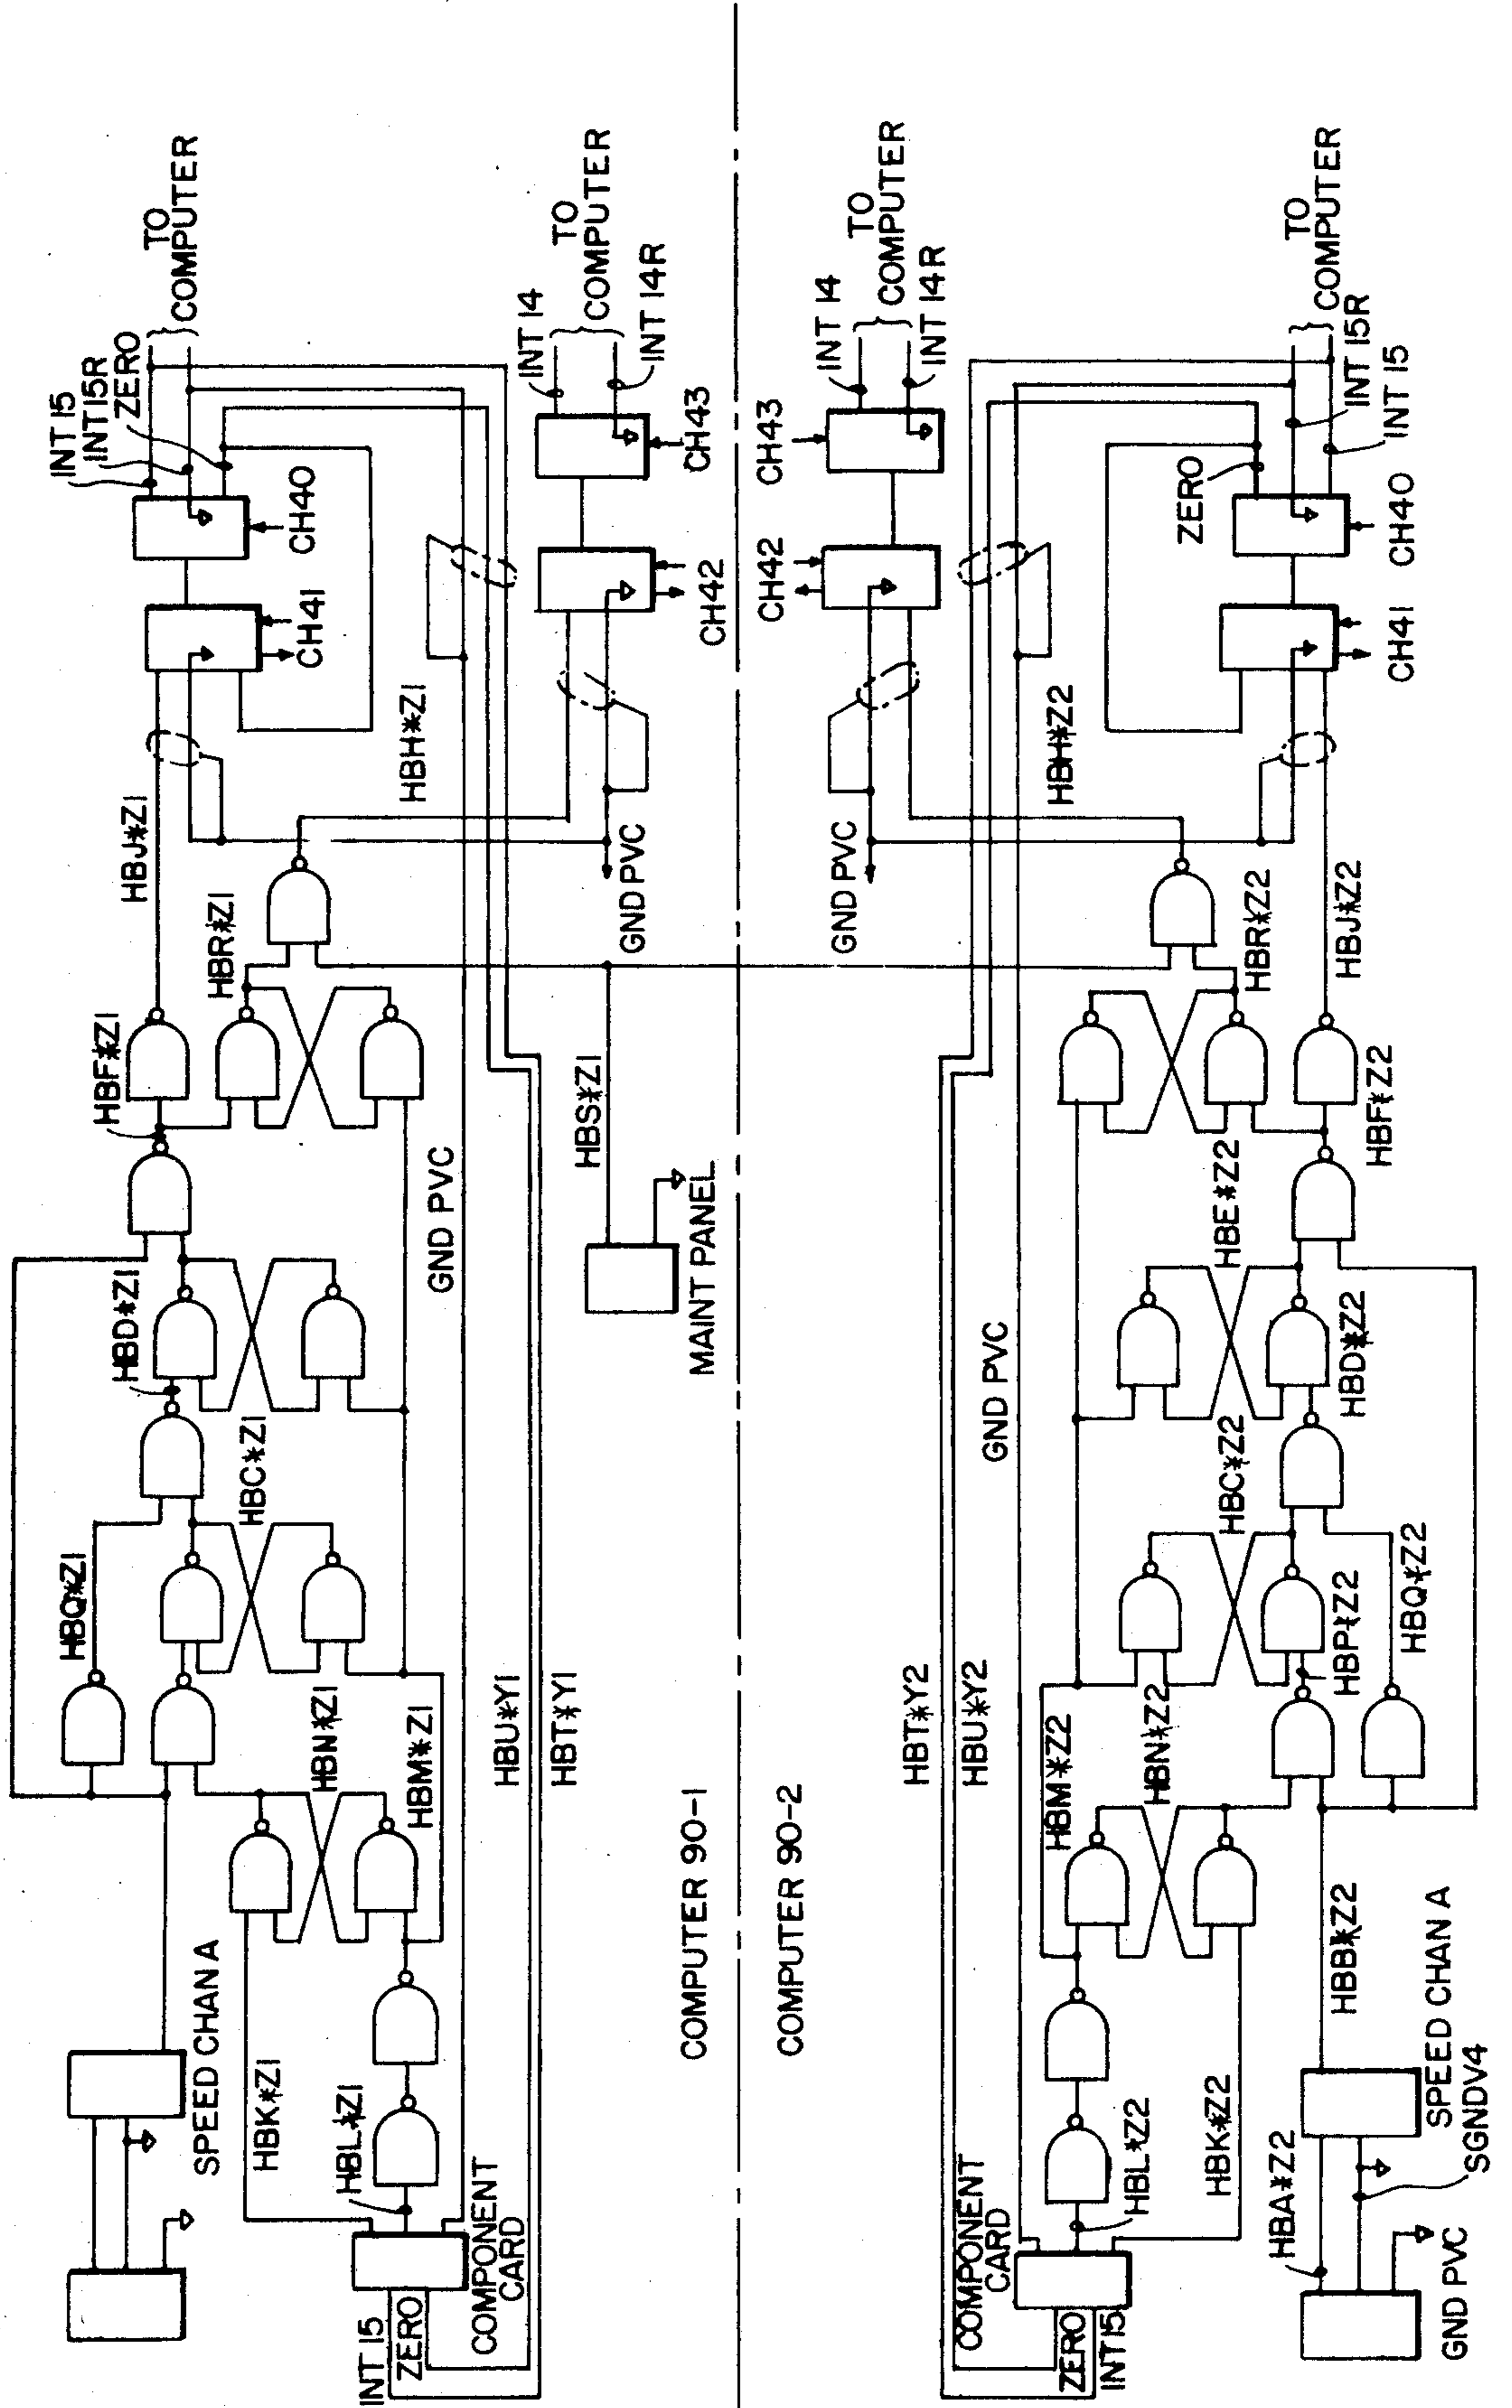 INT 15
INT 15R
ZERO
TO
COMPUTER
CH40
CH41
INT 14
INT 14R
TO
COMPUTER
CH43
CH42
HBJ*Z1
HBH*Z1
GND PVC
HBR*Z1
HBF*Z1
HBS*Z1
MAINT PANEL
GND PVC
HBD*Z1
HBC*Z1
HBQ*Z1
HBN*Z1
HBM*Z1
HBU*Y1
HBT*Y1
SPEED CHAN A
HBK*Z1
HBL*Z1
COMPONENT
CARD
INT 15
ZERO
COMPUTER 90-1
COMPUTER 90-2
TO
COMPUTER
INT 14
INT 14R
CH43
CH42
TO
COMPUTER
INT 15R
INT 15
ZERO
CH40
CH41
HBH*Z2
GND PVC
HBR*Z2
HBJ*Z2
HBF*Z2
HBE*Z2
HBD*Z2
GND PVC
HBC*Z2
HBP*Z2
HBQ*Z2
HBT*Y2
HBU*Y2
HBM*Z2
HBN*Z2
HBB*Z2
SPEED CHAN A
SGNDV4
HBL*Z2
HBK*Z2
HBA*Z2
COMPONENT
CARD
ZERO
INT 15
GND PVC